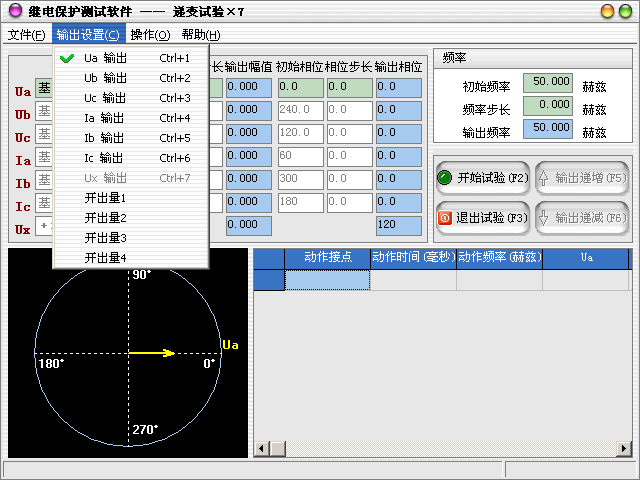 继电保护测试软件 —— 递变试验×7
文件(F) 输出设置(C) 操作(O) 帮助(H)
Ua 输出 Ctrl+1
Ub 输出 Ctrl+2
Uc 输出 Ctrl+3
Ia 输出 Ctrl+4
Ib 输出 Ctrl+5
Ic 输出 Ctrl+6
Ux 输出 Ctrl+7
开出量1
开出量2
开出量3
开出量4
长 输出幅值 初始相位 相位步长 输出相位
Ua 基 0.000 0.0 0.0 0.0
Ub 基 0.000 240.0 0.0 0.0
Uc 基 0.000 120.0 0.0 0.0
Ia 基 0.000 60 0.0 0.0
Ib 基 0.000 300 0.0 0.0
Ic 基 0.000 180 0.0 0.0
Ux + 0.000 120
频率
初始频率 50.000 赫兹
频率步长 0.000 赫兹
输出频率 50.000 赫兹
开始试验(F2) 输出递增(F5)
退出试验(F3) 输出递减(F6)
90°
180° 0° Ua
270°
动作接点 动作时间(毫秒) 动作频率(赫兹) Ua